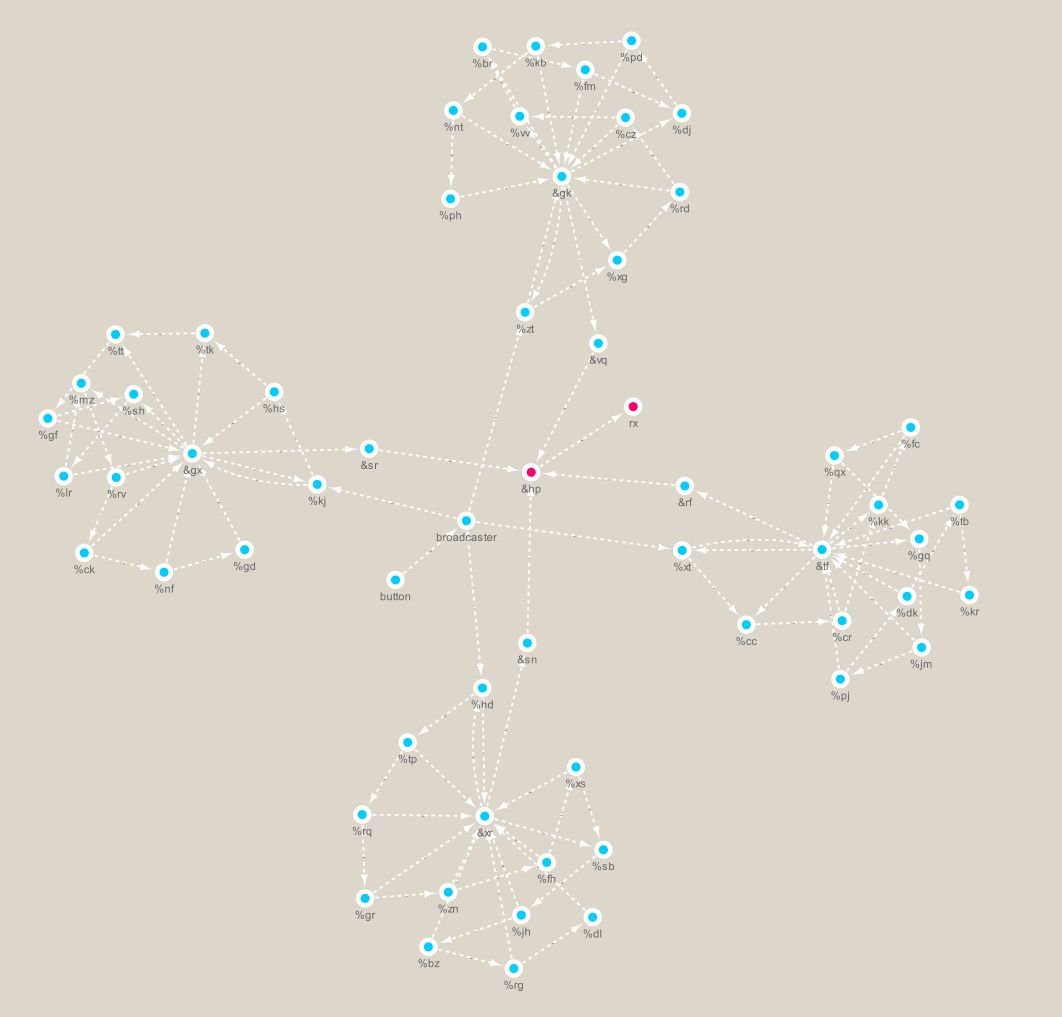 %br
%kb
%pd
%fm
%nt
%vv
%cz
%dj
&gk
%ph
%rd
%xg
%zt
%tt
%tk
&vq
%mz
%sh
%hs
rx
%gf
&gx
&sr
%fc
%qx
&hp
%lr
%rv
%kj
&rf
%kk
%tb
broadcaster
%gq
%ck
%nf
%gd
button
%xt
&tf
%dk
%kr
%cc
%cr
&sn
%jm
%pj
%hd
%tp
%xs
%rq
&xr
%sb
%fh
%gr
%zn
%jh
%dl
%bz
%rg